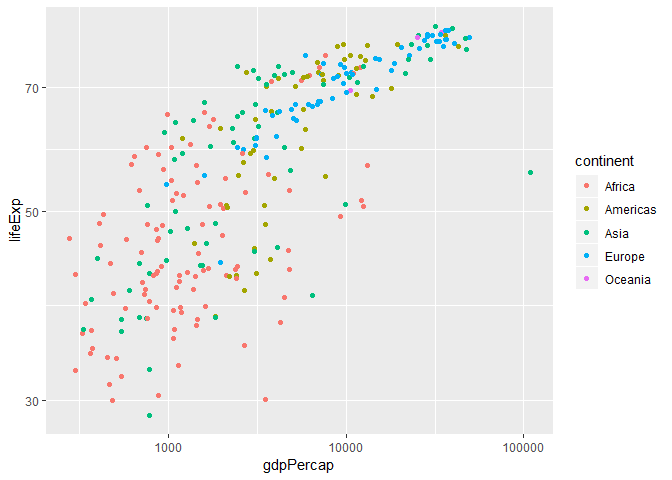 70
50
30
lifeExp
1000
10000
100000
gdpPercap
continent
Africa
Americas
Asia
Europe
Oceania